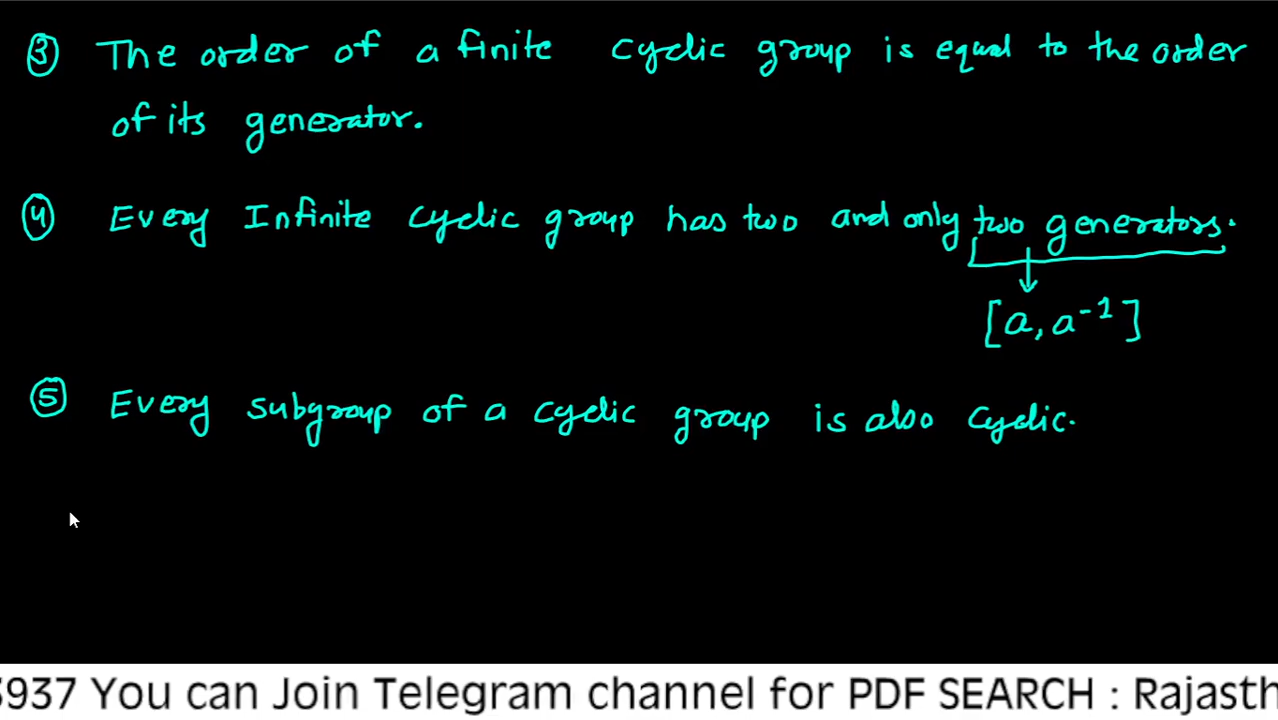 ③ The order of a finite cyclic group is equal to the order
of its generator.
④ Every Infinite cyclic group has two and only two generators.
[a, a⁻¹]
⑤ Every subgroup of a cyclic group is also cyclic.
3937 You can Join Telegram channel for PDF SEARCH : Rajasth